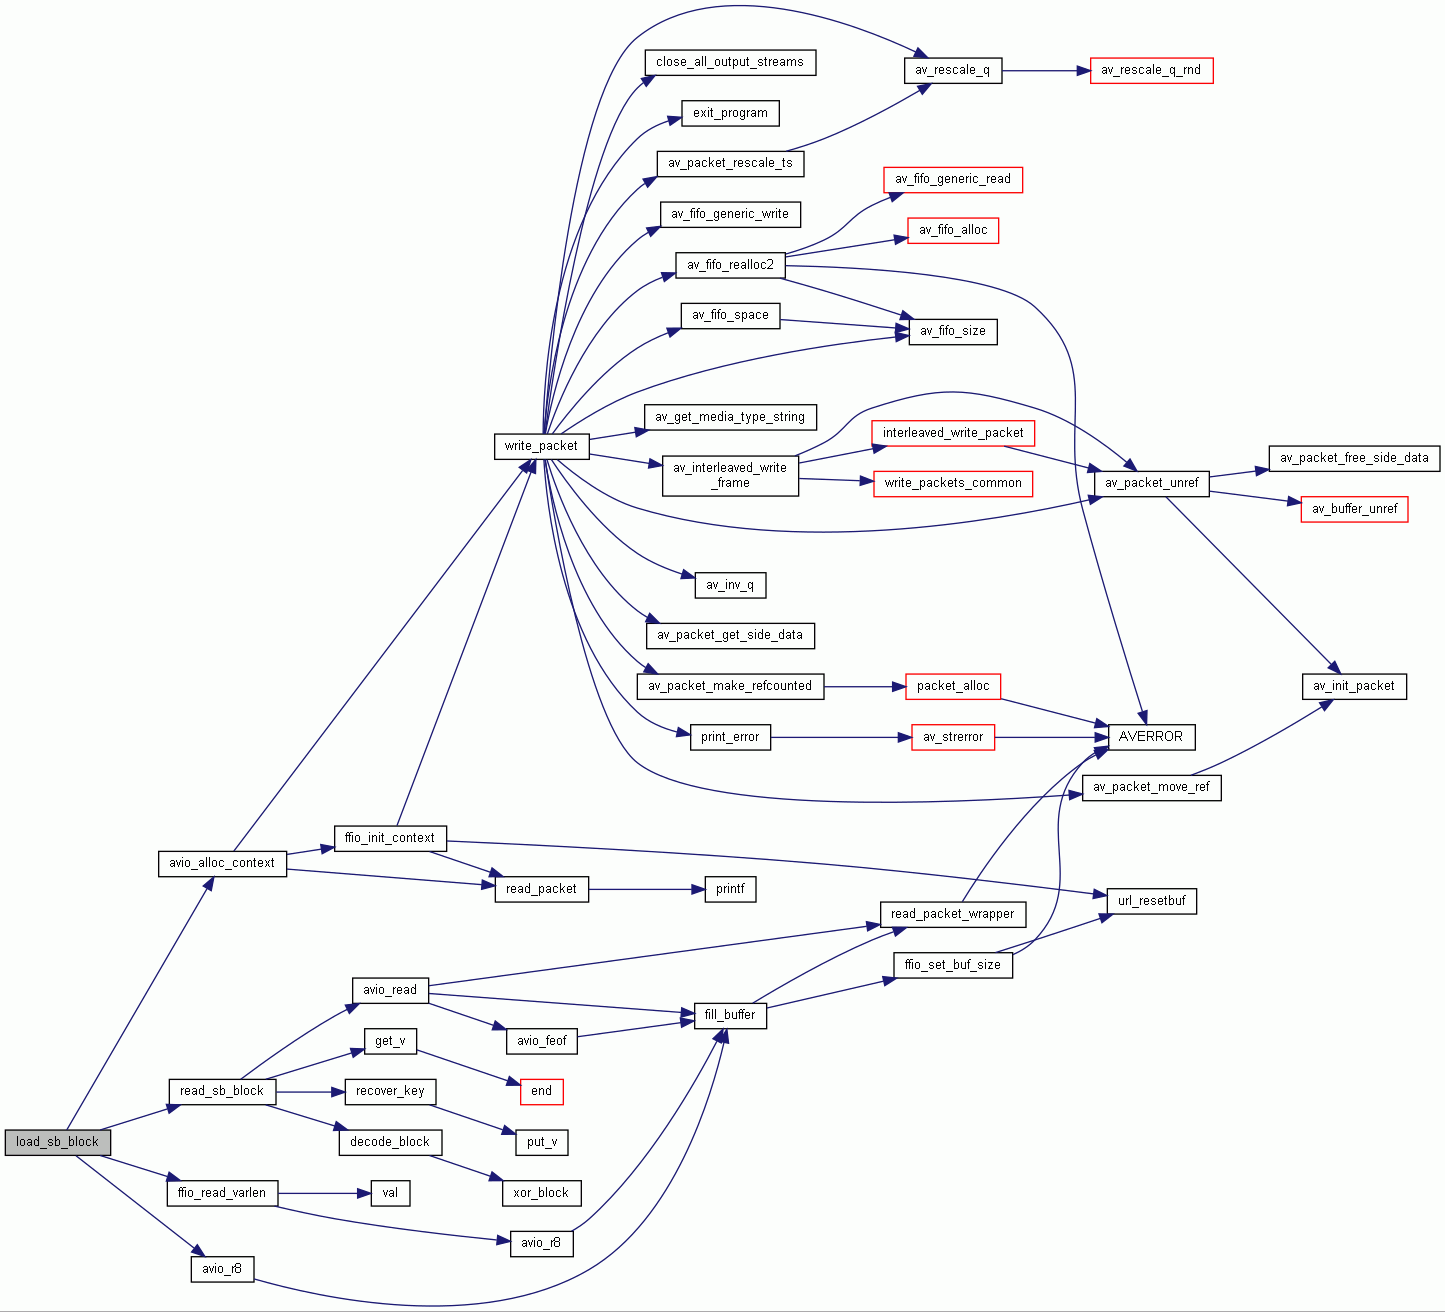 close_all_output_streams
av_rescale_q
av_rescale_q_rnd
exit_program
av_packet_rescale_ts
av_fifo_generic_read
av_fifo_generic_write
av_fifo_alloc
av_fifo_realloc2
av_fifo_space
av_fifo_size
av_get_media_type_string
interleaved_write_packet
write_packet
av_interleaved_write
_frame
av_packet_free_side_data
write_packets_common
av_packet_unref
av_buffer_unref
av_inv_q
av_packet_get_side_data
av_packet_make_refcounted
packet_alloc
av_init_packet
print_error
av_strerror
AVERROR
av_packet_move_ref
ffio_init_context
avio_alloc_context
read_packet
printf
url_resetbuf
read_packet_wrapper
ffio_set_buf_size
avio_read
fill_buffer
get_v
avio_feof
read_sb_block
recover_key
end
load_sb_block
decode_block
put_v
ffio_read_varlen
val
xor_block
avio_r8
avio_r8